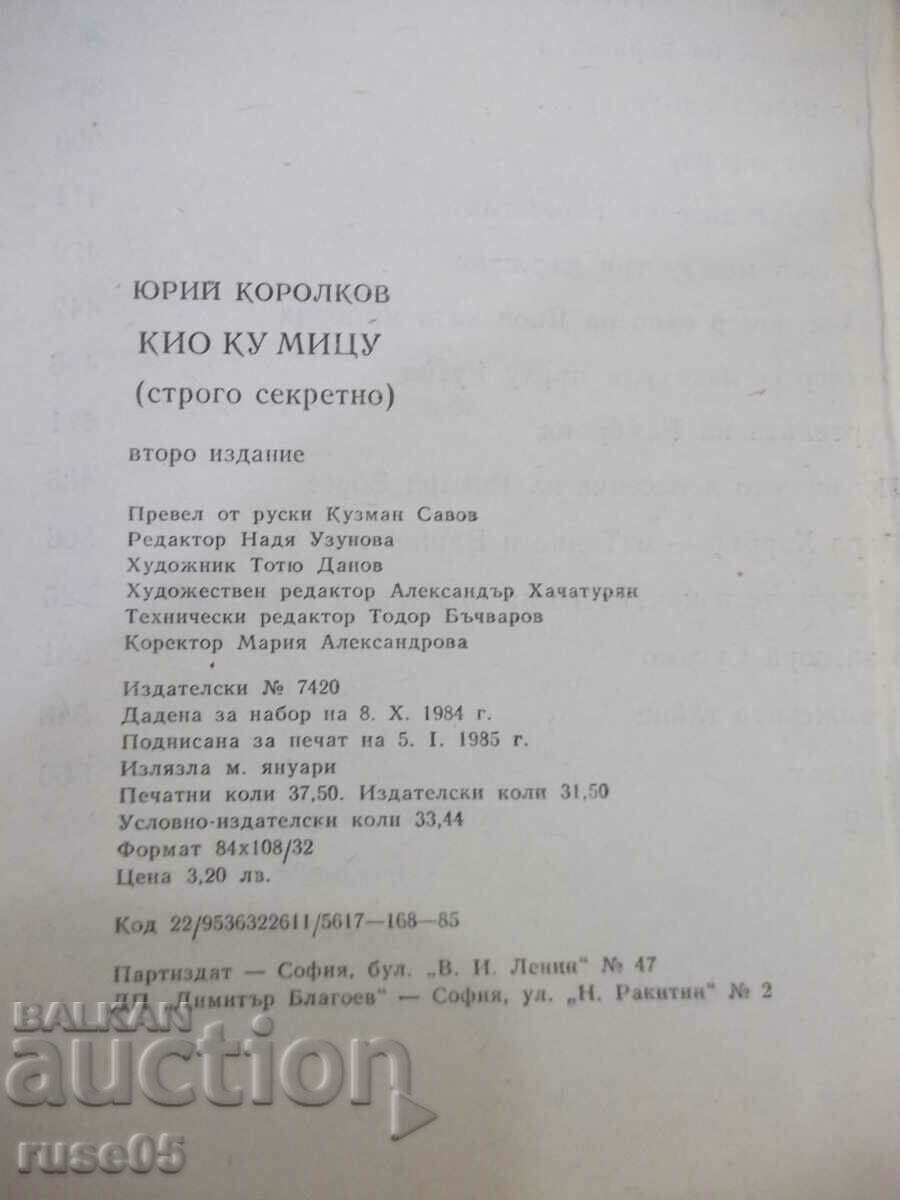 ЮРИЙ КОРОЛКОВ
КИО КУ МИЦУ
(строго секретно)
второ издание
Превел от руски Кузман Савов
Редактор Надя Узунова
Художник Тотю Данов
Художествен редактор Александър Хачатурян
Технически редактор Тодор Бъчваров
Коректор Мария Александрова
Издателски № 7420
Дадена за набор на 8. X. 1984 г.
Подписана за печат на 5. I. 1985 г.
Излязла м. януари
Печатни коли 37,50. Издателски коли 31,50
Условно-издателски коли 33,44
Формат 84x108/32
Цена 3,20 лв.
Код 22/9536322611/5617—168—85
Партиздат — София, бул. „В. И. Ленин“ № 47
ДП „Димитър Благоев“ — София, ул. „Н. Ракитин“ № 2
BALKAN
auction
ruse05